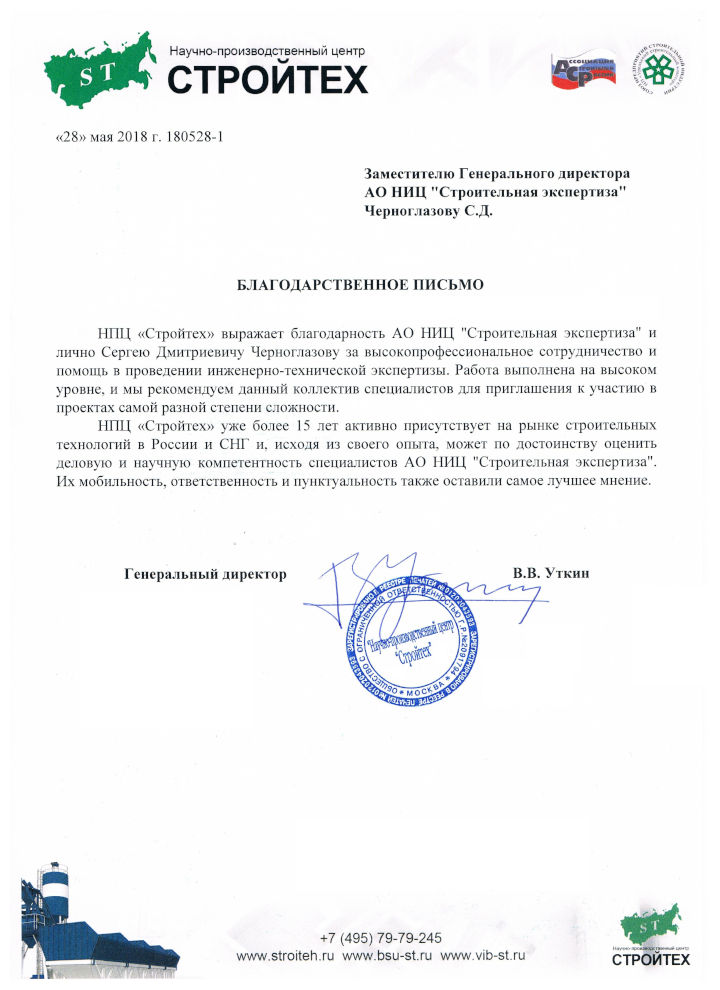 ST
Научно-производственный центр
СТРОЙТЕХ
«28» мая 2018 г. 180528-1
Заместителю Генерального директора
АО НИЦ "Строительная экспертиза"
Черноглазову С.Д.
БЛАГОДАРСТВЕННОЕ ПИСЬМО
НПЦ «Стройтех» выражает благодарность АО НИЦ "Строительная экспертиза" и
лично Сергею Дмитриевичу Черноглазову за высокопрофессиональное сотрудничество и
помощь в проведении инженерно-технической экспертизы. Работа выполнена на высоком
уровне, и мы рекомендуем данный коллектив специалистов для приглашения к участию в
проектах самой разной степени сложности.
НПЦ «Стройтех» уже более 15 лет активно присутствует на рынке строительных
технологий в России и СНГ и, исходя из своего опыта, может по достоинству оценить
деловую и научную компетентность специалистов АО НИЦ "Строительная экспертиза".
Их мобильность, ответственность и пунктуальность также оставили самое лучшее мнение.
Генеральный директор
В.В. Уткин
ЗАРЕГИСТРИРОВАНО В РЕЕСТРЕ ПЕЧАТЕЙ
ОБЩЕСТВО С ОГРАНИЧЕННОЙ ОТВЕТСТВЕННОСТЬЮ
"Научно-производственный центр
"Стройтех"
* МОСКВА *
+7 (495) 79-79-245
www.stroiteh.ru www.bsu-st.ru www.vib-st.ru
ST
Научно-производственный центр
СТРОЙТЕХ